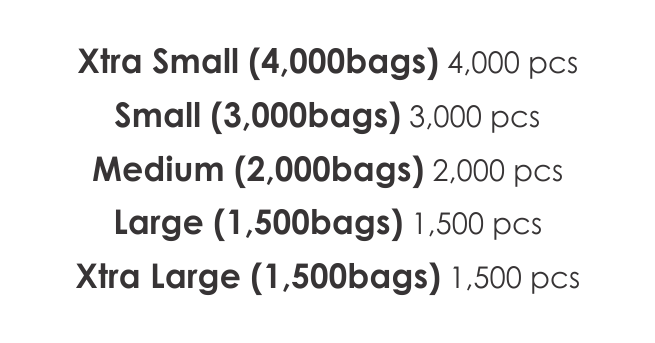 Xtra Small (4,000bags) 4,000 pcs
Small (3,000bags) 3,000 pcs
Medium (2,000bags) 2,000 pcs
Large (1,500bags) 1,500 pcs
Xtra Large (1,500bags) 1,500 pcs